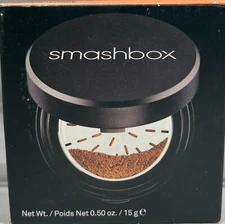 smashbox
Net Wt. / Poids Net 0.50 oz. / 15 g ℮